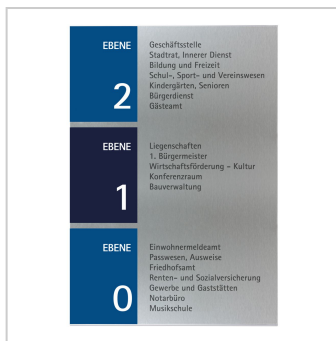 EBENE
2
Geschäftsstelle
Stadtrat, Innerer Dienst
Bildung und Freizeit
Schul-, Sport- und Vereinswesen
Kindergärten, Senioren
Bürgerdienst
Gästeamt
EBENE
1
Liegenschaften
1. Bürgermeister
Wirtschaftsförderung - Kultur
Konferenzraum
Bauverwaltung
EBENE
0
Einwohnermeldeamt
Passwesen, Ausweise
Friedhofsamt
Renten- und Sozialversicherung
Gewerbe und Gaststätten
Notarbüro
Musikschule